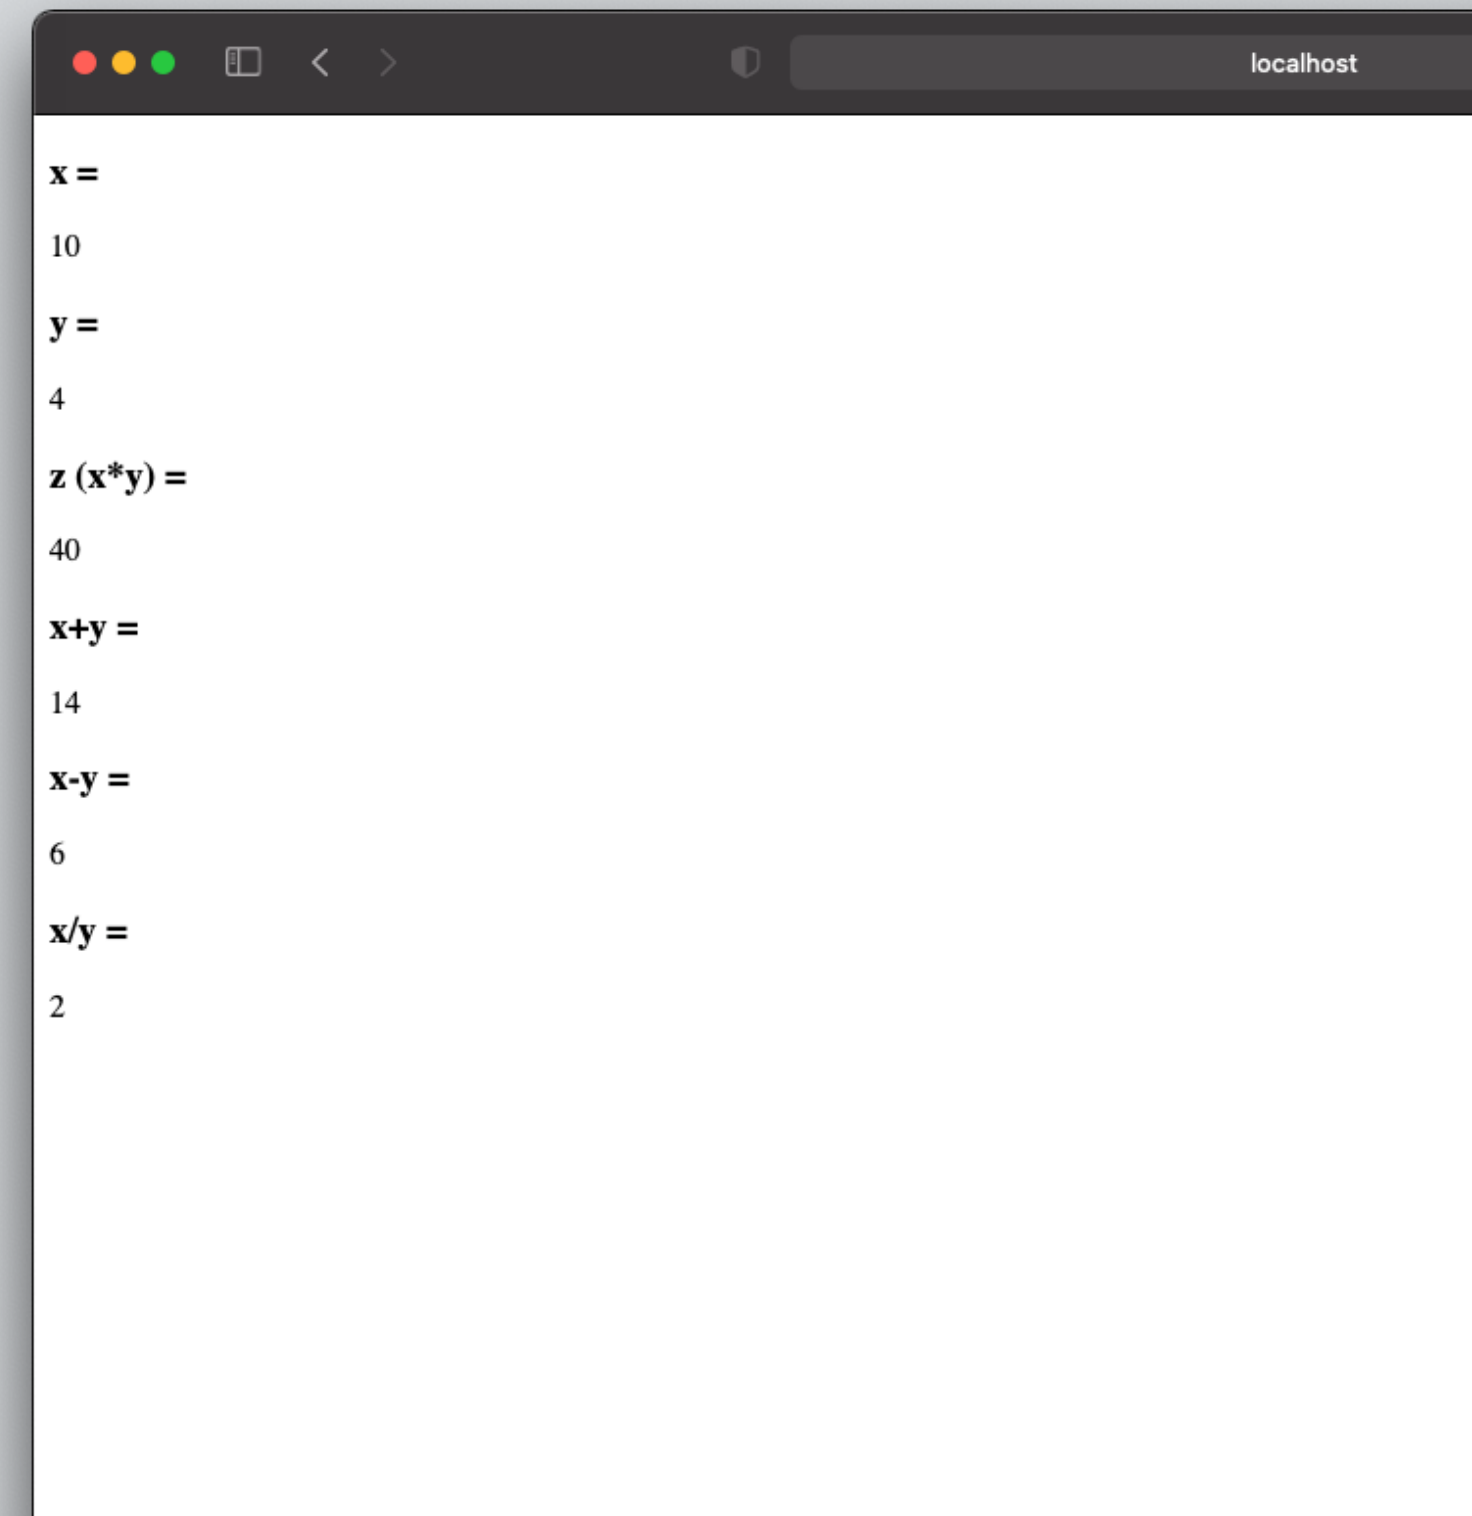 localhost
x =
10
y =
4
z (x*y) =
40
x+y =
14
x-y =
6
x/y =
2